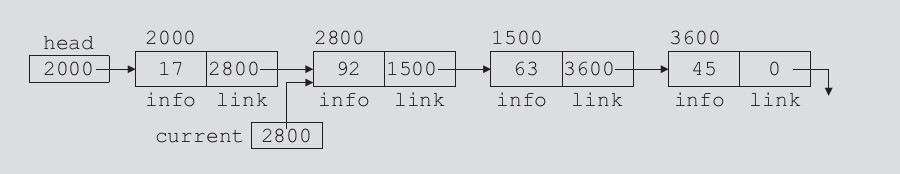 2000 2800 1500 3600
head
2000 17 2800 92 1500 63 3600 45 0
info link info link info link info link
current 2800